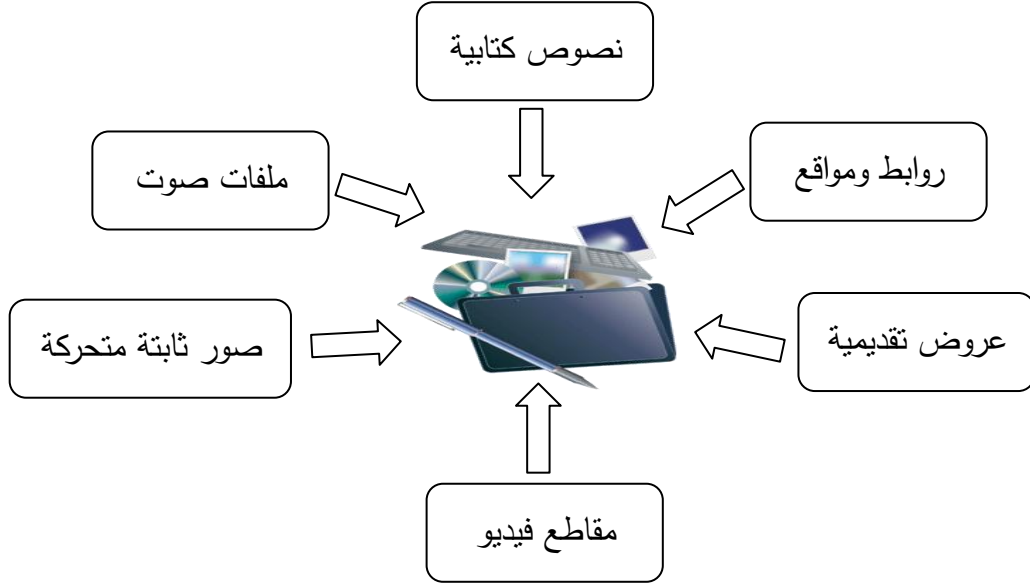 نصوص كتابية
روابط ومواقع
ملفات صوت
عروض تقديمية
صور ثابتة متحركة
مقاطع فيديو